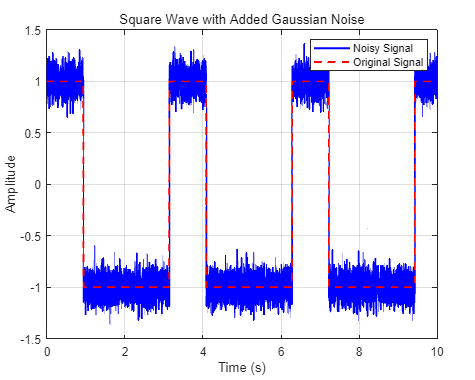 Square Wave with Added Gaussian Noise
1.5
Noisy Signal
Original Signal
1
0.5
Amplitude
0
-0.5
-1
-1.5
0 2 4 6 8 10
Time (s)